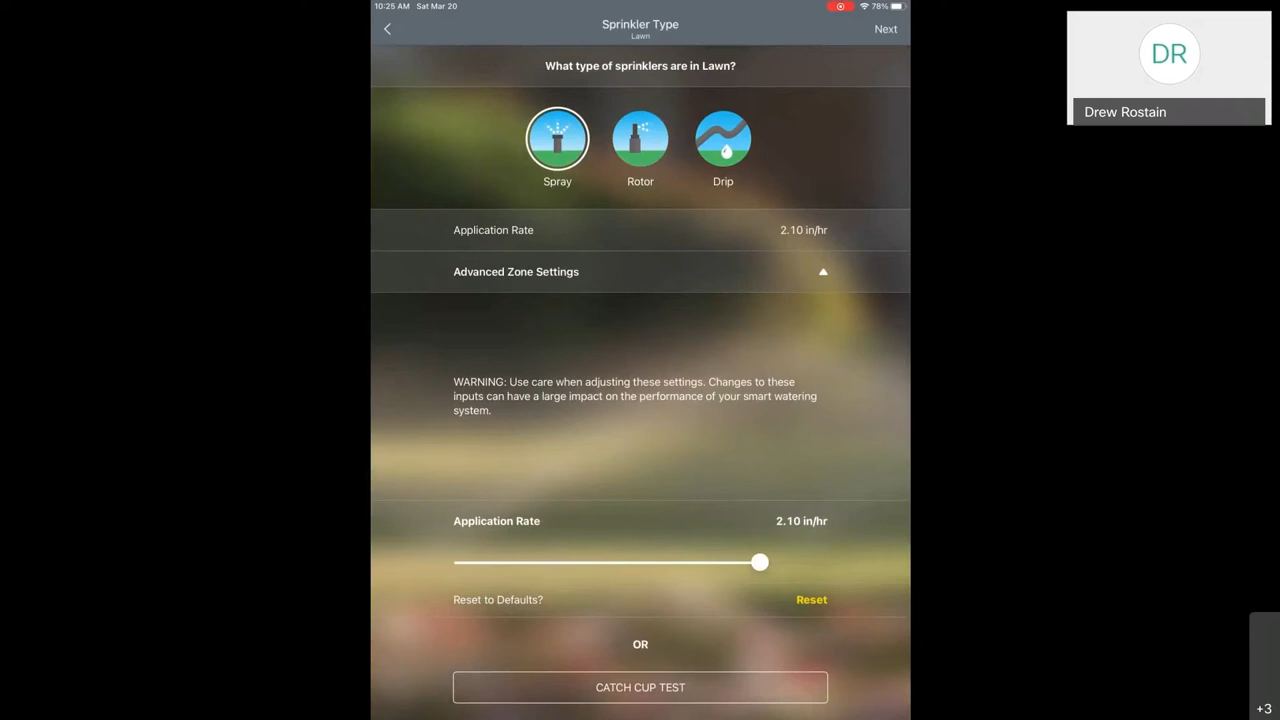 10:25 AM Sat Mar 20
78%
Sprinkler Type
Lawn
Next
What type of sprinklers are in Lawn?
Spray
Rotor
Drip
Application Rate 2.10 in/hr
Advanced Zone Settings
WARNING: Use care when adjusting these settings. Changes to these
inputs can have a large impact on the performance of your smart watering
system.
Application Rate 2.10 in/hr
Reset to Defaults? Reset
OR
CATCH CUP TEST
DR
Drew Rostain
+3